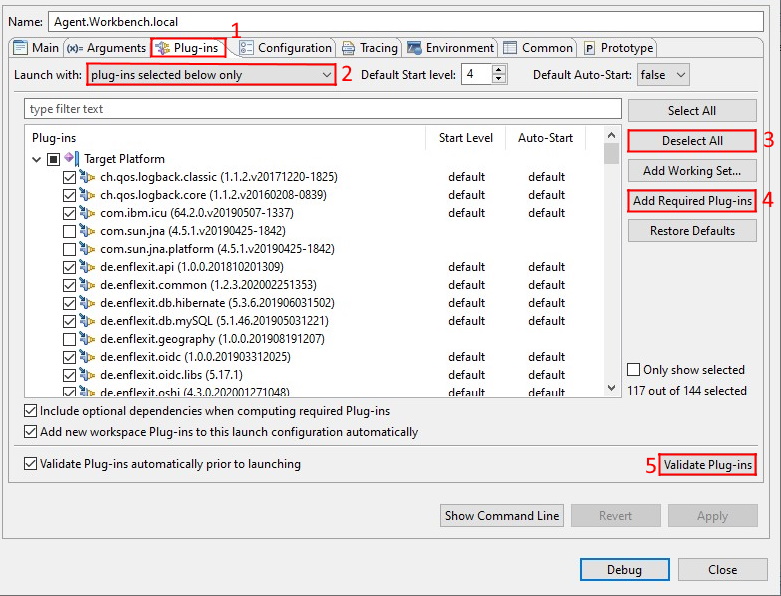 Name: Agent.Workbench.local
1
Main (x)= Arguments Plug-ins Configuration Tracing Environment Common P Prototype
Launch with: plug-ins selected below only 2 Default Start level: 4 Default Auto-Start: false
type filter text Select All
Plug-ins Start Level Auto-Start Deselect All 3
Target Platform
ch.qos.logback.classic (1.1.2.v20171220-1825) default default Add Working Set...
ch.qos.logback.core (1.1.2.v20160208-0839) default default Add Required Plug-ins 4
com.ibm.icu (64.2.0.v20190507-1337) default default
com.sun.jna (4.5.1.v20190425-1842) Restore Defaults
com.sun.jna.platform (4.5.1.v20190425-1842)
de.enflexit.api (1.0.0.201810201309) default default
de.enflexit.common (1.2.3.202002251353) default default
de.enflexit.db.hibernate (5.3.6.201906031502) default default
de.enflexit.db.mySQL (5.1.46.201905031221) default default
de.enflexit.geography (1.0.0.201908191207)
de.enflexit.oidc (1.0.0.201903312025) default default
de.enflexit.oidc.libs (5.17.1) default default Only show selected
de.enflexit.oshi (4.3.0.202001271048) default default 117 out of 144 selected
Include optional dependencies when computing required Plug-ins
Add new workspace Plug-ins to this launch configuration automatically
Validate Plug-ins automatically prior to launching 5 Validate Plug-ins
Show Command Line Revert Apply
Debug Close